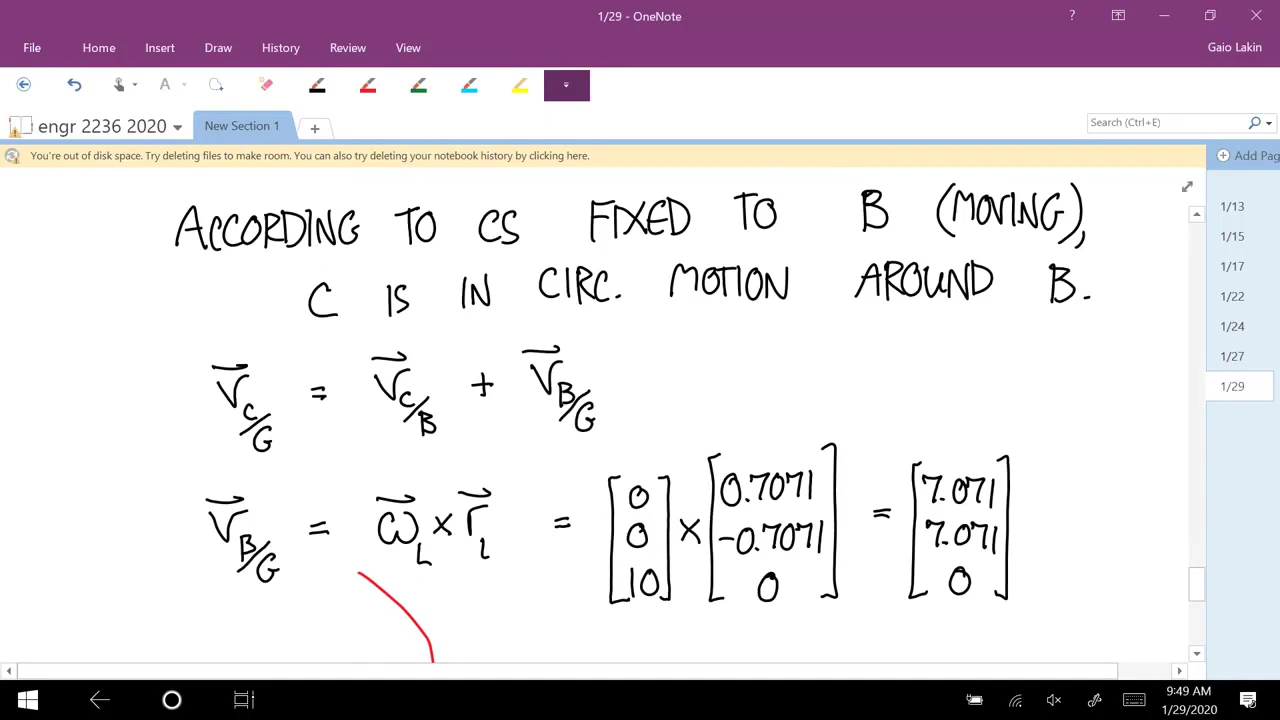 1/29 - OneNote
?
File Home Insert Draw History Review View
Gaio Lakin
A
engr 2236 2020
New Section 1
+
Search (Ctrl+E)
You're out of disk space. Try deleting files to make room. You can also try deleting your notebook history by clicking here.
Add Pag
1/13
1/15
1/17
1/22
1/24
1/27
1/29
ACCORDING TO CS FIXED TO B (MOVING),
C IS IN CIRC. MOTION AROUND B.
V⃗ C/G = V⃗ C/B + V⃗ B/G
V⃗ B/G = ω⃗ L × r⃗ L = [0 0 10] × [0.7071 -0.7071 0] = [7.071 7.071 0]
9:49 AM
1/29/2020